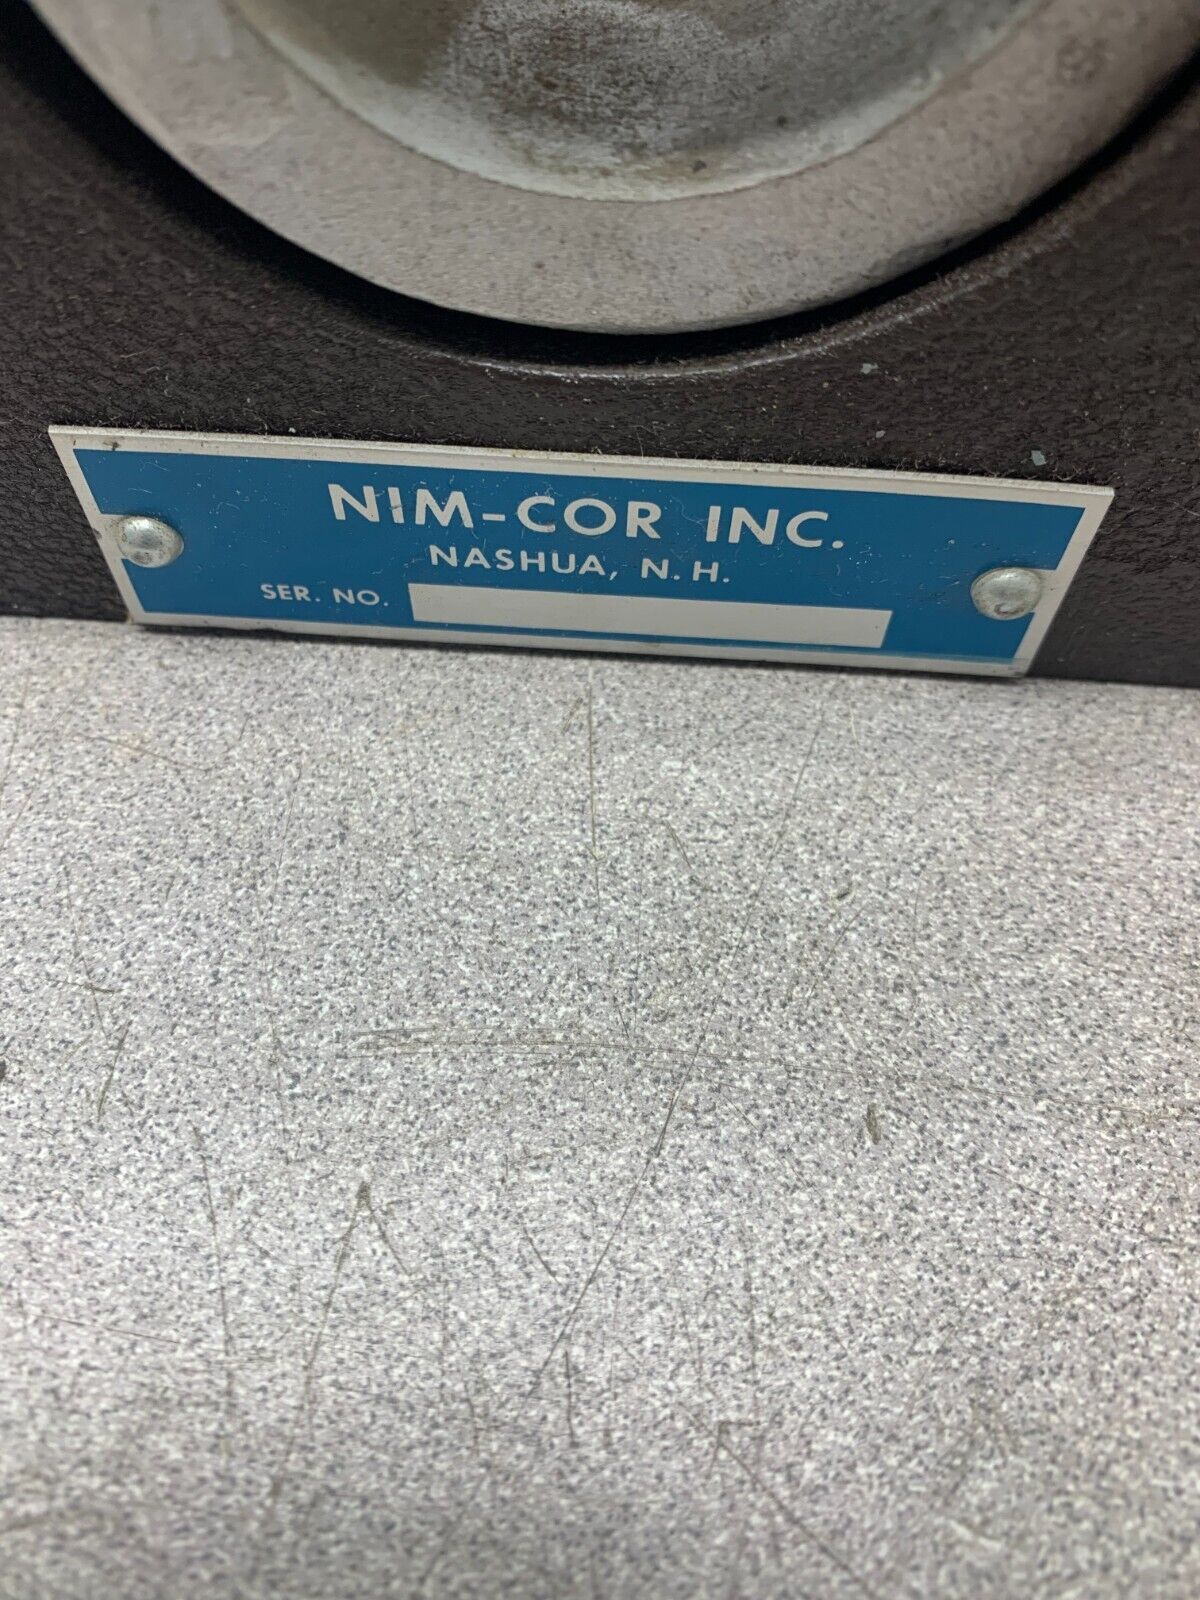 NIM-COR INC.
NASHUA, N.H.
SER. NO.